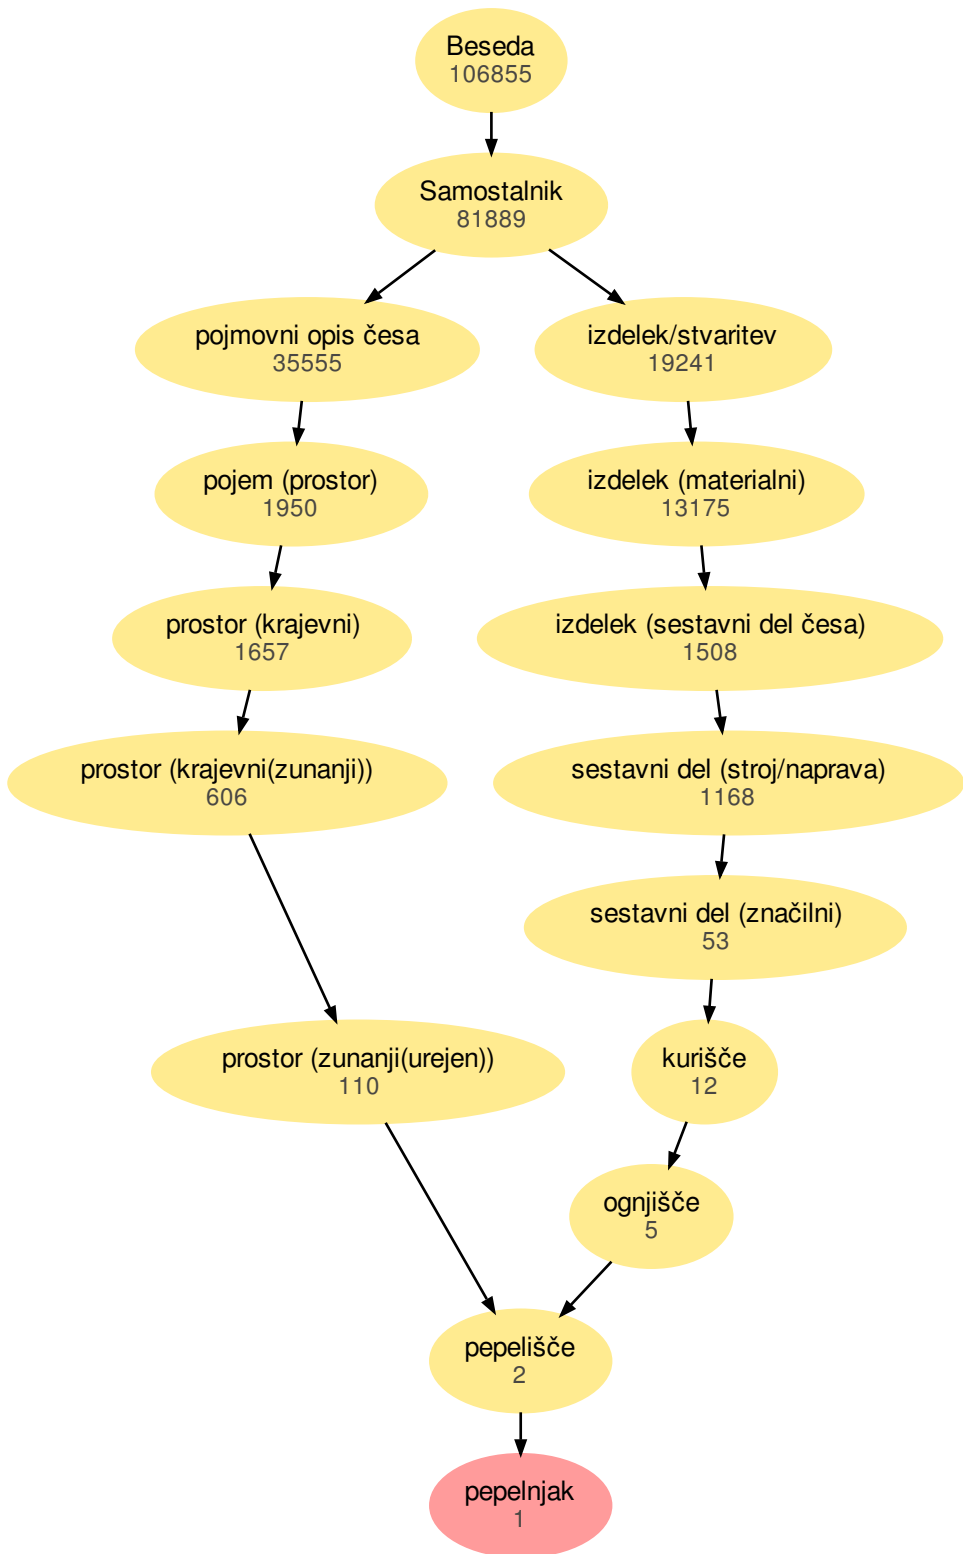 Beseda
106855
Samostalnik
81889
pojmovni opis česa
35555
izdelek/stvaritev
19241
pojem (prostor)
1950
izdelek (materialni)
13175
prostor (krajevni)
1657
izdelek (sestavni del česa)
1508
prostor (krajevni(zunanji))
606
sestavni del (stroj/naprava)
1168
sestavni del (značilni)
53
prostor (zunanji(urejen))
110
kurišče
12
ognjišče
5
pepelišče
2
pepelnjak
1